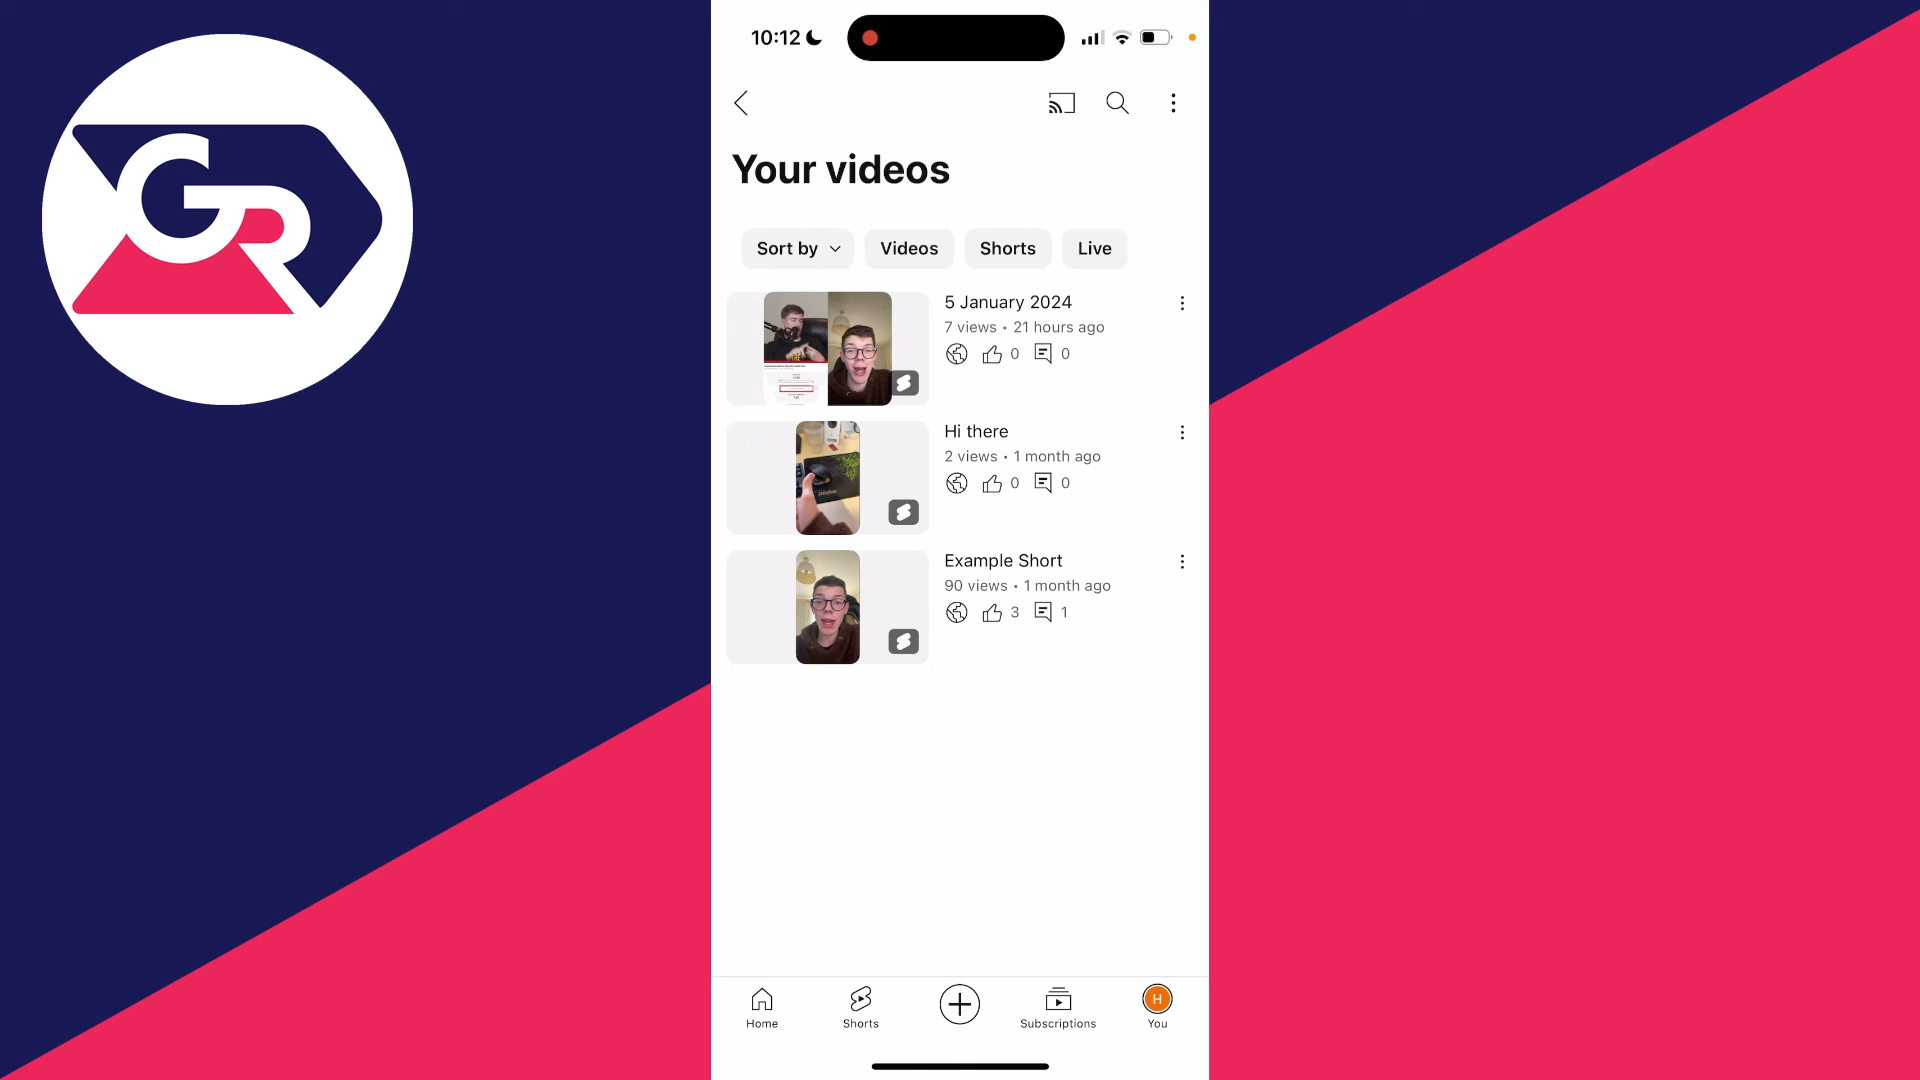 GR
10:12
Your videos
Sort by
Videos
Shorts
Live
5 January 2024
7 views • 21 hours ago
0
0
Hi there
2 views • 1 month ago
0
0
Example Short
90 views • 1 month ago
3
1
Home
Shorts
Subscriptions
H
You